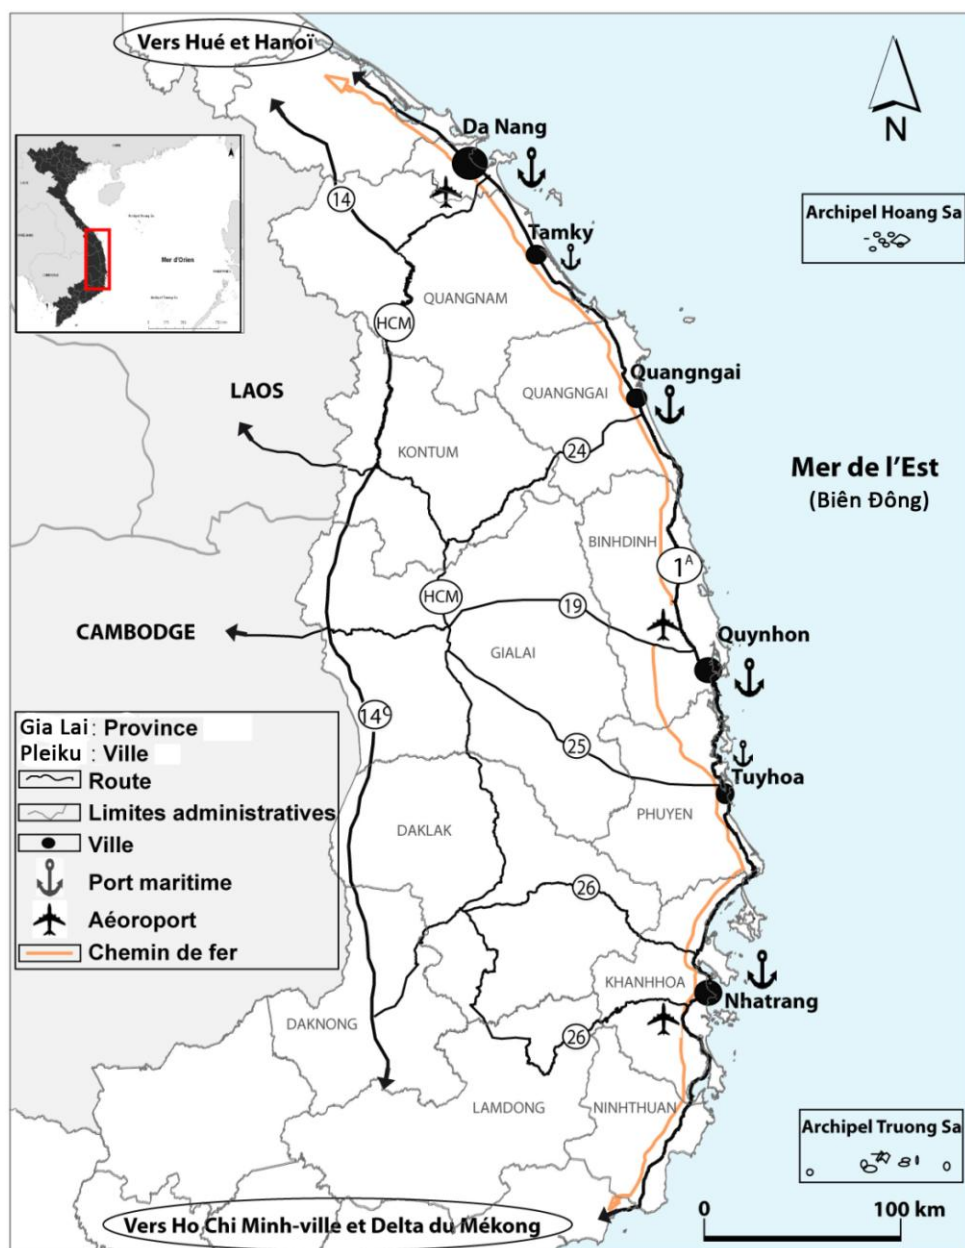 Vers Hué et Hanoï
N
Da Nang
Archipel Hoang Sa
14
Tamky
Mer d'Orien
QUANGNAM
HCM
Quangngai
LAOS
QUANGNGAI
KONTUM
24
Mer de l'Est
(Biên Đông)
BINHDINH
1A
HCM
19
CAMBODGE
Quynhon
GIALAI
14C
Gia Lai : Province
Pleiku : Ville
Route
Limites administratives
Ville
Port maritime
Aéoroport
Chemin de fer
25
Tuyhoa
PHUYEN
DAKLAK
26
KHANHHOA
Nhatrang
DAKNONG
26
LAMDONG
NINHTHUAN
Archipel Truong Sa
Vers Ho Chi Minh-ville et Delta du Mékong
0 100 km